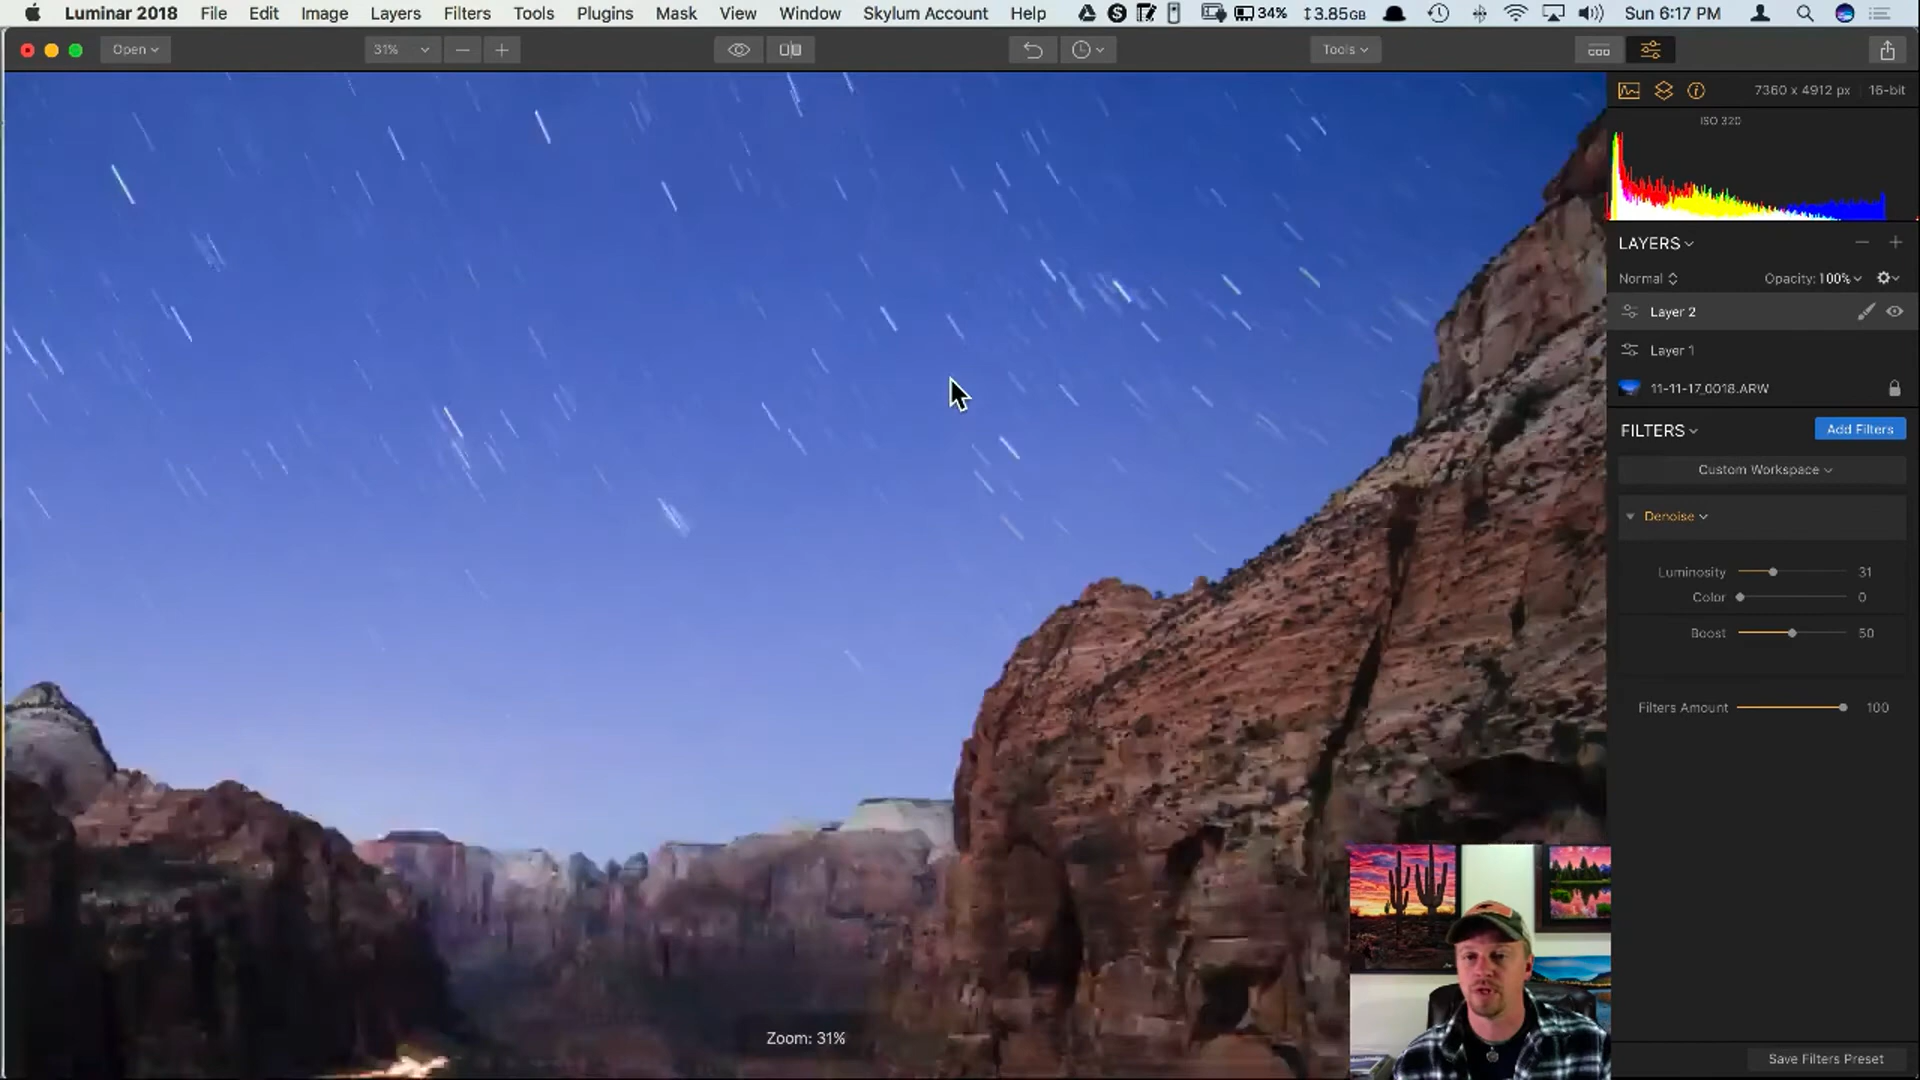 Luminar 2018 File Edit Image Layers Filters Tools Plugins Mask View Window Skylum Account Help 34% 3.85GB Sun 6:17 PM
Open 31% Tools
7360 x 4912 px 16-bit
ISO 320
LAYERS
Normal Opacity: 100%
Layer 2
Layer 1
11-11-17_0018.ARW
FILTERS Add Filters
Custom Workspace
Denoise
Luminosity 31
Color 0
Boost 50
Filters Amount 100
Zoom: 31%
Save Filters Preset